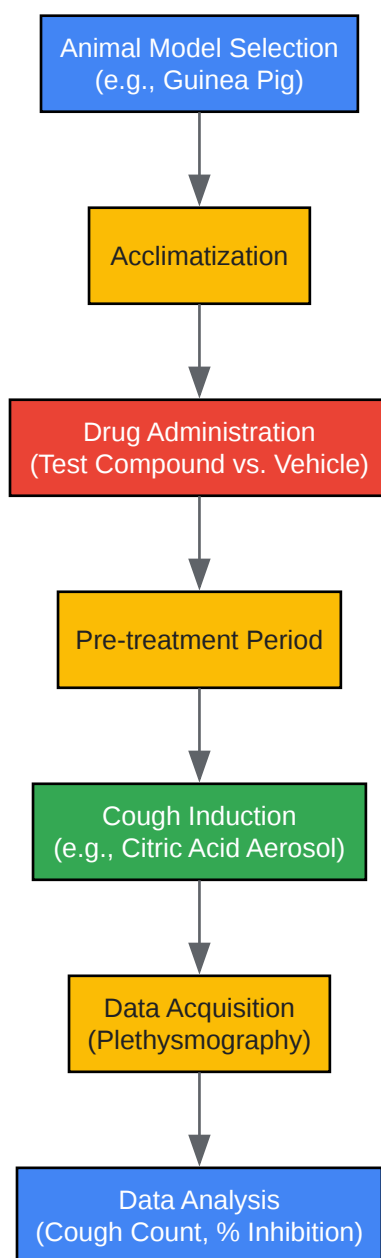 Animal Model Selection
(e.g., Guinea Pig)
Acclimatization
Drug Administration
(Test Compound vs. Vehicle)
Pre-treatment Period
Cough Induction
(e.g., Citric Acid Aerosol)
Data Acquisition
(Plethysmography)
Data Analysis
(Cough Count, % Inhibition)